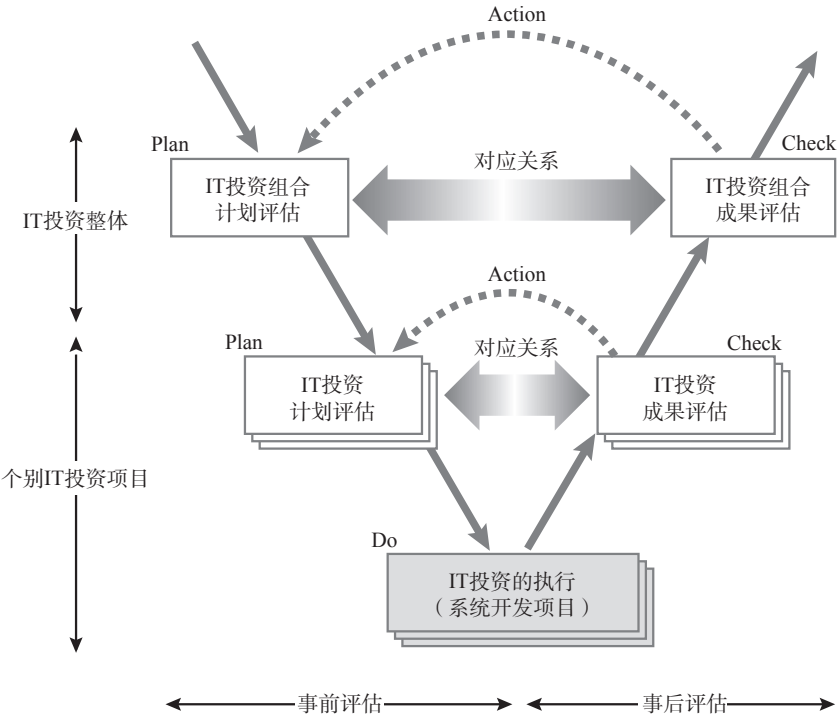 Action
Plan
Check
IT投资组合
计划评估
对应关系
IT投资组合
成果评估
IT投资整体
Action
Plan
对应关系
Check
IT投资
计划评估
IT投资
成果评估
个别IT投资项目
Do
IT投资的执行
（系统开发项目）
事前评估
事后评估